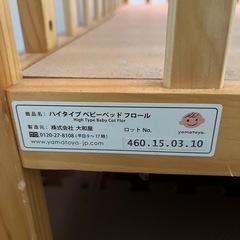 商品名: ハイタイプ ベビーベッド フロール
High Type Baby Cot Flor
製造元: 株式会社 大和屋
☎0120-27-8108 (平日9~17時) ロット No.
www.yamatoya-jp.com 460.15.03.10
yamatoya.